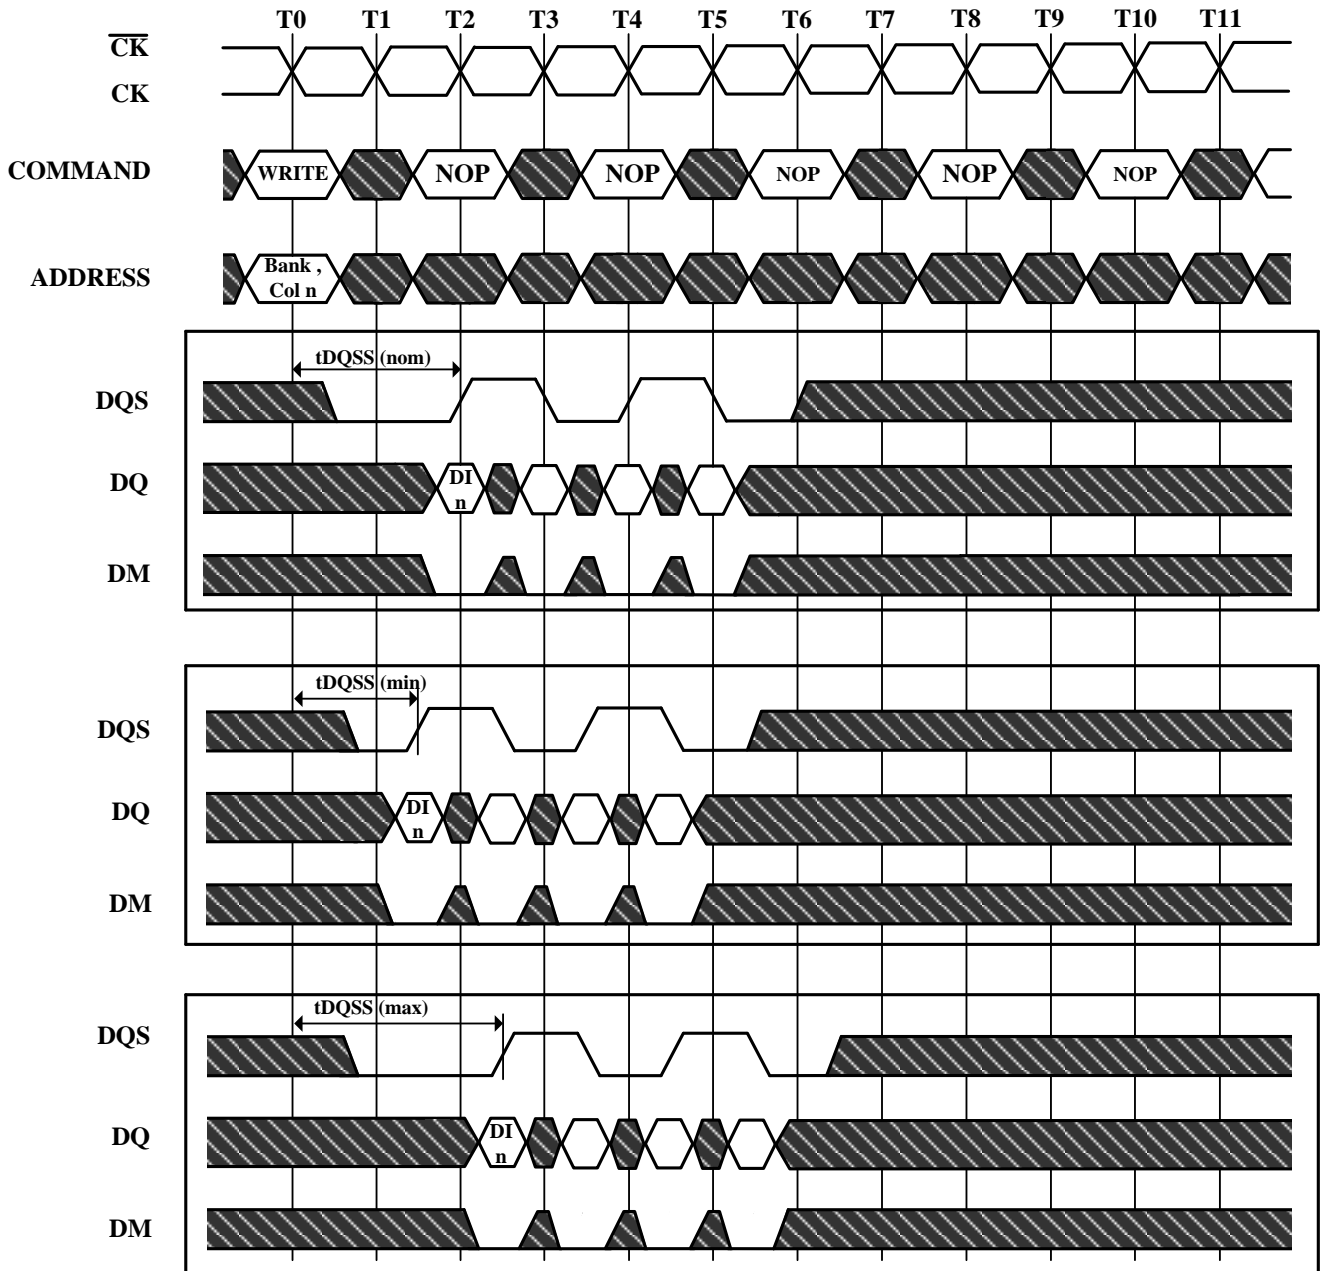 T0 T1 T2 T3 T4 T5 T6 T7 T8 T9 T10 T11
CK
CK
COMMAND WRITE NOP NOP NOP NOP NOP
ADDRESS Bank , Col n
tDQSS (nom)
DQS
DQ DI n
DM
tDQSS (min)
DQS
DQ DI n
DM
tDQSS (max)
DQS
DQ DI n
DM